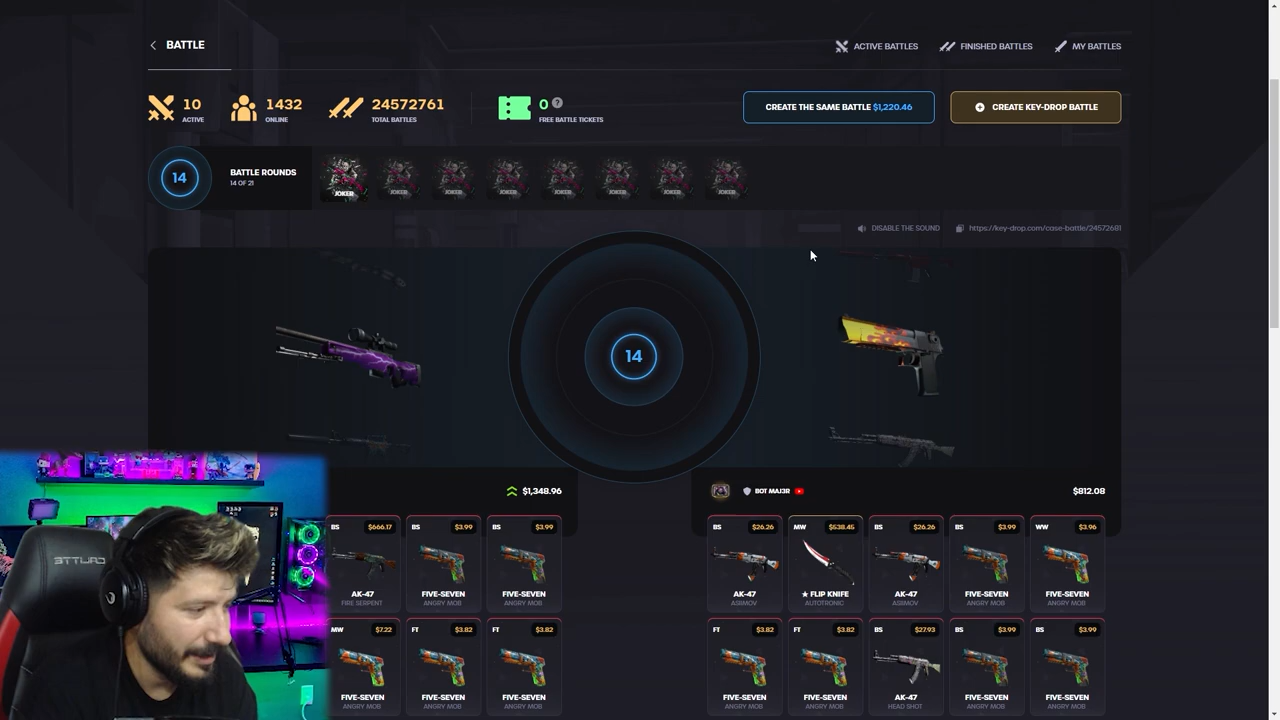 BATTLE
ACTIVE BATTLES
FINISHED BATTLES
MY BATTLES
10
ACTIVE
1432
ONLINE
24572761
TOTAL BATTLES
0 ?
FREE BATTLE TICKETS
CREATE THE SAME BATTLE $1,220.46
CREATE KEY-DROP BATTLE
14
BATTLE ROUNDS
14 OF 21
JOKER
JOKER
JOKER
JOKER
JOKER
JOKER
JOKER
JOKER
DISABLE THE SOUND
https://key-drop.com/case-battle/24572681
14
$1,348.96
BOT MAJ3R
$812.08
BS $666.17
BS $3.99
BS $3.99
AK-47
FIRE SERPENT
FIVE-SEVEN
ANGRY MOB
FIVE-SEVEN
ANGRY MOB
BS $26.26
MW $538.45
BS $26.26
BS $3.99
WW $3.96
AK-47
ASIIMOV
★ FLIP KNIFE
AUTOTRONIC
AK-47
ASIIMOV
FIVE-SEVEN
ANGRY MOB
FIVE-SEVEN
ANGRY MOB
MW $7.22
FT $3.82
FT $3.82
FIVE-SEVEN
ANGRY MOB
FIVE-SEVEN
ANGRY MOB
FIVE-SEVEN
ANGRY MOB
FT $3.82
FT $3.82
BS $27.93
BS $3.99
BS $3.99
FIVE-SEVEN
ANGRY MOB
FIVE-SEVEN
ANGRY MOB
AK-47
HEAD SHOT
FIVE-SEVEN
ANGRY MOB
FIVE-SEVEN
ANGRY MOB